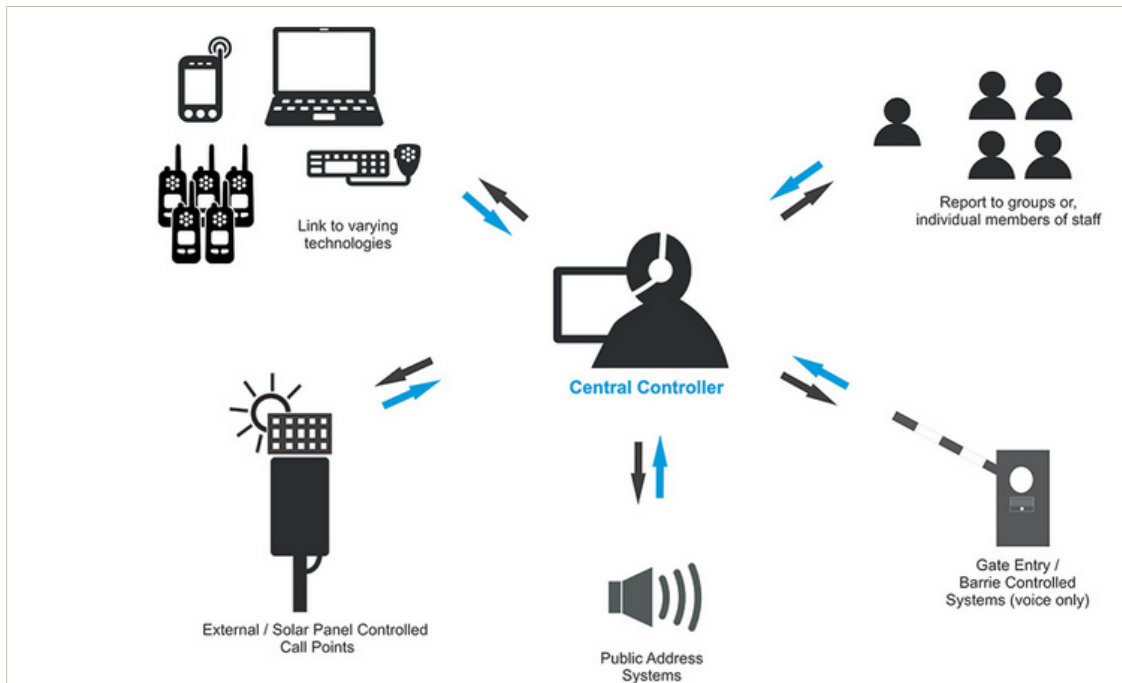 Link to varying
technologies
Report to groups or,
individual members of staff
Central Controller
External / Solar Panel Controlled
Call Points
Public Address
Systems
Gate Entry /
Barrie Controlled
Systems (voice only)